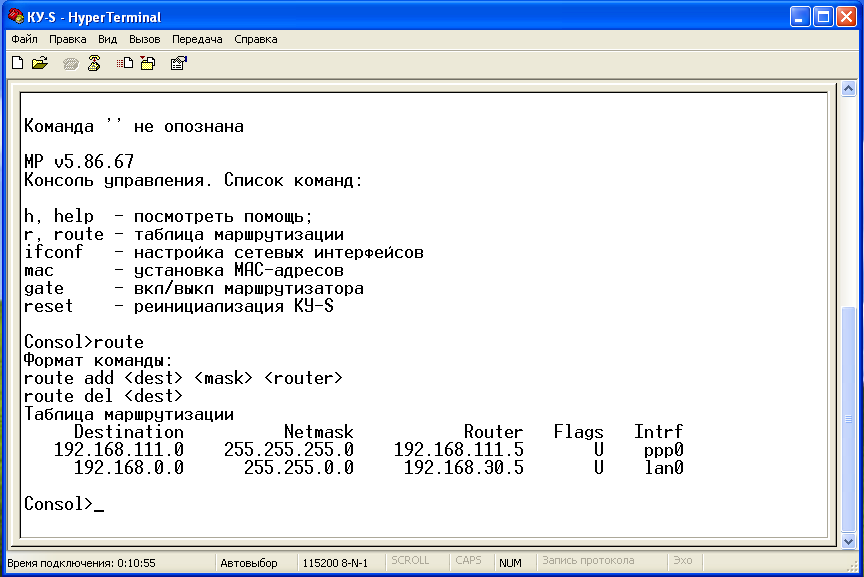 КУ-S - HyperTerminal
Файл Правка Вид Вызов Передача Справка
Команда '' не опознана
МР v5.86.67
Консоль управления. Список команд:
h, help - посмотреть помощь;
r, route - таблица маршрутизации
ifconf - настройка сетевых интерфейсов
mac - установка МАС-адресов
gate - вкл/выкл маршрутизатора
reset - реинициализация КУ-S
Consol>route
Формат команды:
route add <dest> <mask> <router>
route del <dest>
Таблица маршрутизации
Destination Netmask Router Flags Intrf
192.168.111.0 255.255.255.0 192.168.111.5 U ppp0
192.168.0.0 255.255.0.0 192.168.30.5 U lan0
Consol>_
Время подключения: 0:10:55 Автовыбор 115200 8-N-1 SCROLL CAPS NUM Запись протокола Эхо